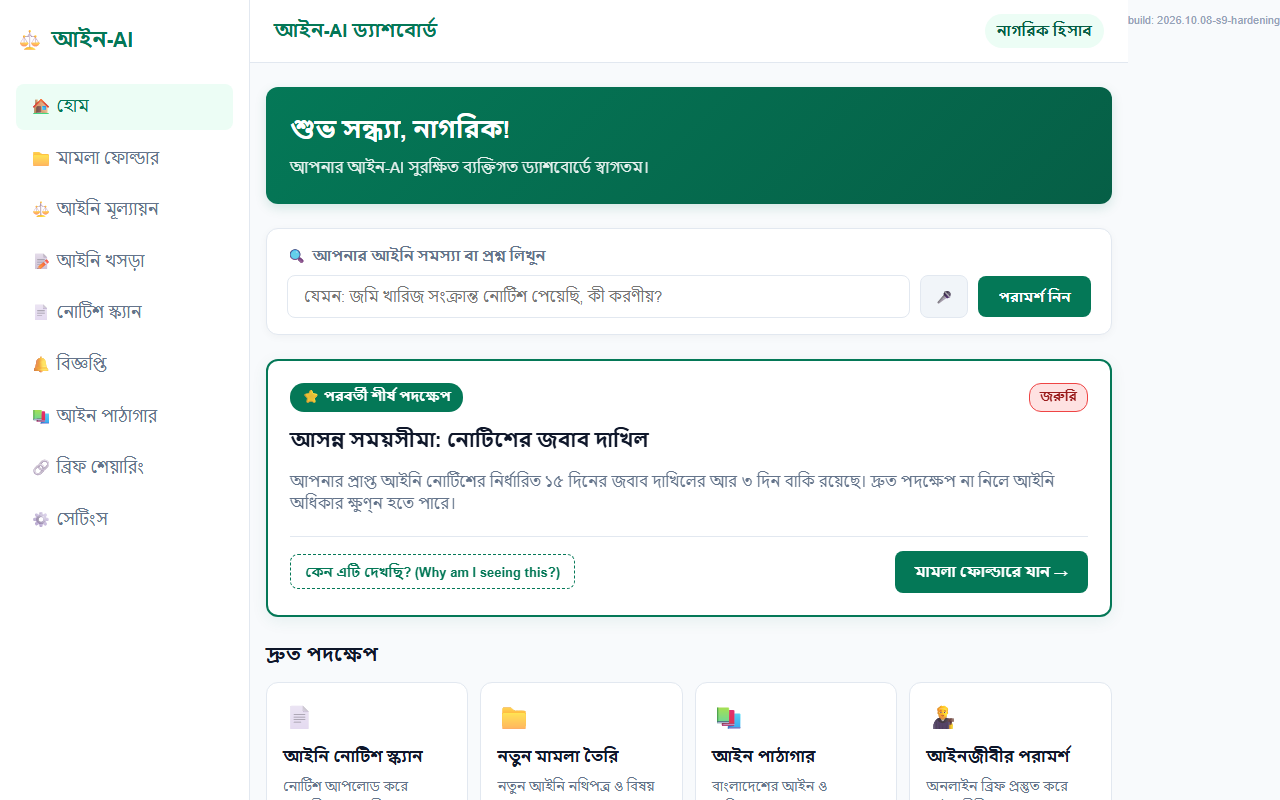 আইন-AI
হোম
মামলা ফোল্ডার
আইনি মূল্যায়ন
আইনি খসড়া
নোটিশ স্ক্যান
বিজ্ঞপ্তি
আইন পাঠাগার
ব্রিফ শেয়ারিং
সেটিংস
আইন-AI ড্যাশবোর্ড
নাগরিক হিসাব
build: 2026.10.08-s9-hardening
শুভ সন্ধ্যা, নাগরিক!
আপনার আইন-AI সুরক্ষিত ব্যক্তিগত ড্যাশবোর্ডে স্বাগতম।
আপনার আইনি সমস্যা বা প্রশ্ন লিখুন
যেমন: জমি খারিজ সংক্রান্ত নোটিশ পেয়েছি, কী করণীয়?
পরামর্শ নিন
পরবর্তী শীর্ষ পদক্ষেপ
জরুরি
আসন্ন সময়সীমা: নোটিশের জবাব দাখিল
আপনার প্রাপ্ত আইনি নোটিশের নির্ধারিত ১৫ দিনের জবাব দাখিলের আর ৩ দিন বাকি রয়েছে। দ্রুত পদক্ষেপ না নিলে আইনি
অধিকার ক্ষুণ্ন হতে পারে।
কেন এটি দেখছি? (Why am I seeing this?)
মামলা ফোল্ডারে যান →
দ্রুত পদক্ষেপ
আইনি নোটিশ স্ক্যান
নোটিশ আপলোড করে
নতুন মামলা তৈরি
নতুন আইনি নথিপত্র ও বিষয়
আইন পাঠাগার
বাংলাদেশের আইন ও
আইনজীবীর পরামর্শ
অনলাইন ব্রিফ প্রস্তুত করে